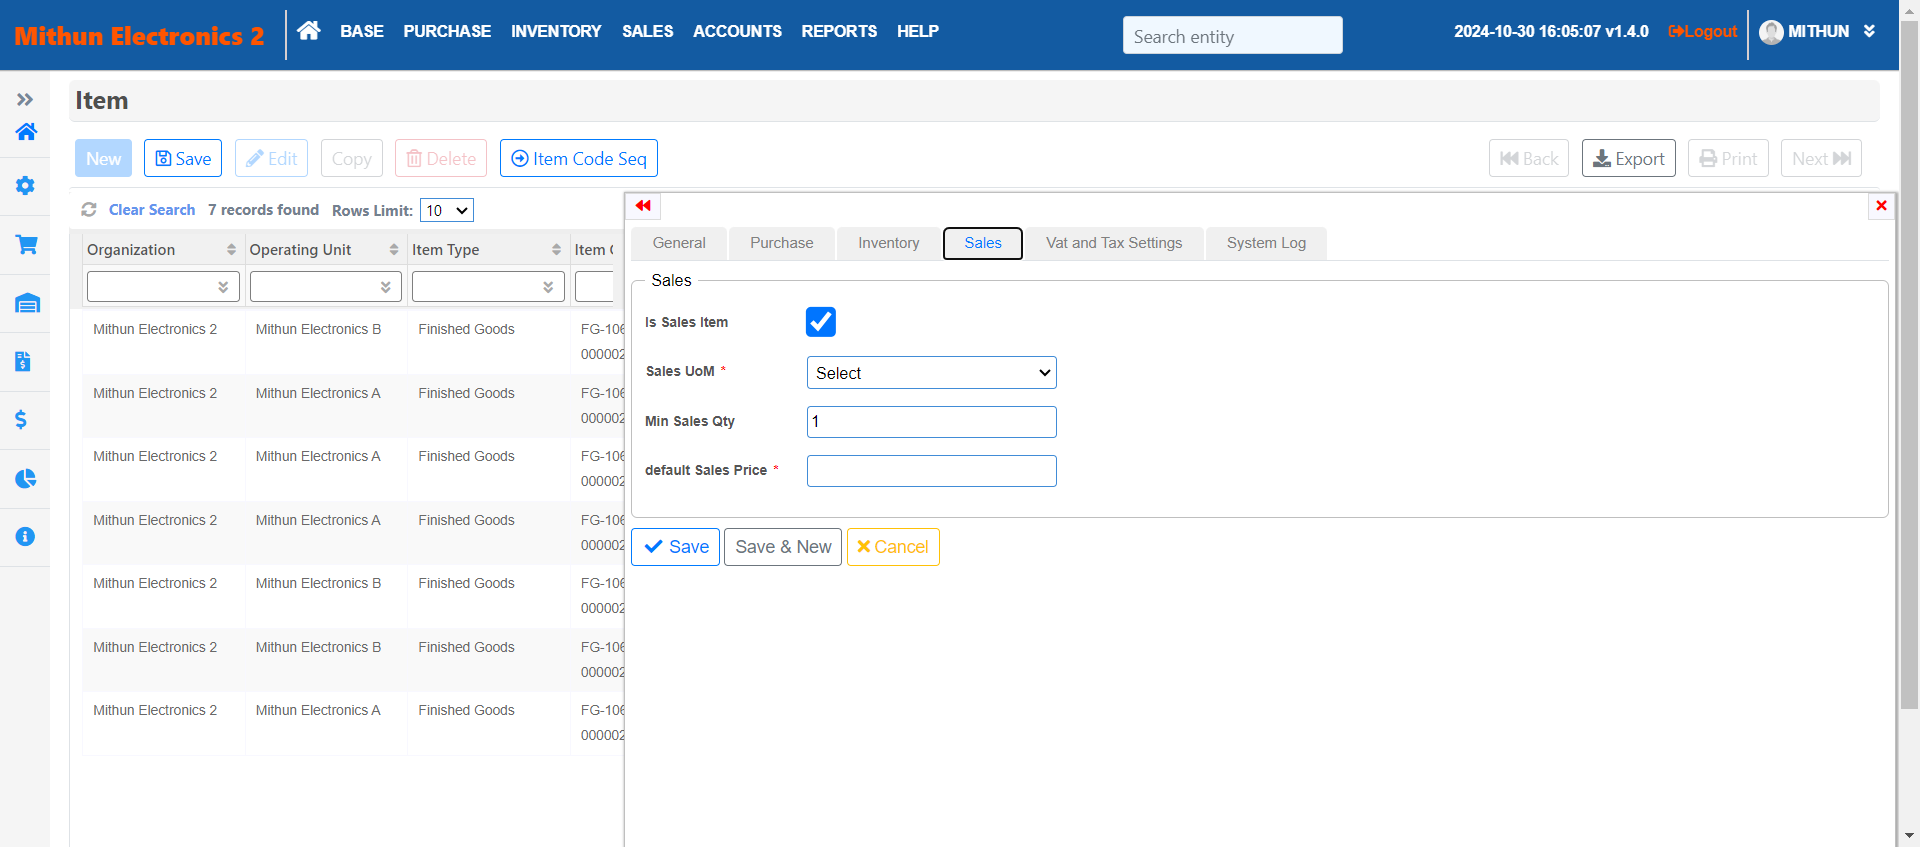 Mithun Electronics 2
BASE PURCHASE INVENTORY SALES ACCOUNTS REPORTS HELP
Search entity
2024-10-30 16:05:07 v1.4.0 Logout MITHUN
Item
New Save Edit Copy Delete Item Code Seq Back Export Print Next
Clear Search 7 records found Rows Limit: 10
Organization Operating Unit Item Type Item C
Mithun Electronics 2 Mithun Electronics B Finished Goods FG-106
000002
Mithun Electronics 2 Mithun Electronics A Finished Goods FG-106
000002
Mithun Electronics 2 Mithun Electronics A Finished Goods FG-106
000002
Mithun Electronics 2 Mithun Electronics A Finished Goods FG-106
000002
Mithun Electronics 2 Mithun Electronics B Finished Goods FG-106
000002
Mithun Electronics 2 Mithun Electronics B Finished Goods FG-106
000002
Mithun Electronics 2 Mithun Electronics A Finished Goods FG-106
000002
General Purchase Inventory Sales Vat and Tax Settings System Log
Sales
Is Sales Item
Sales UoM * Select
Min Sales Qty 1
default Sales Price *
Save Save & New Cancel